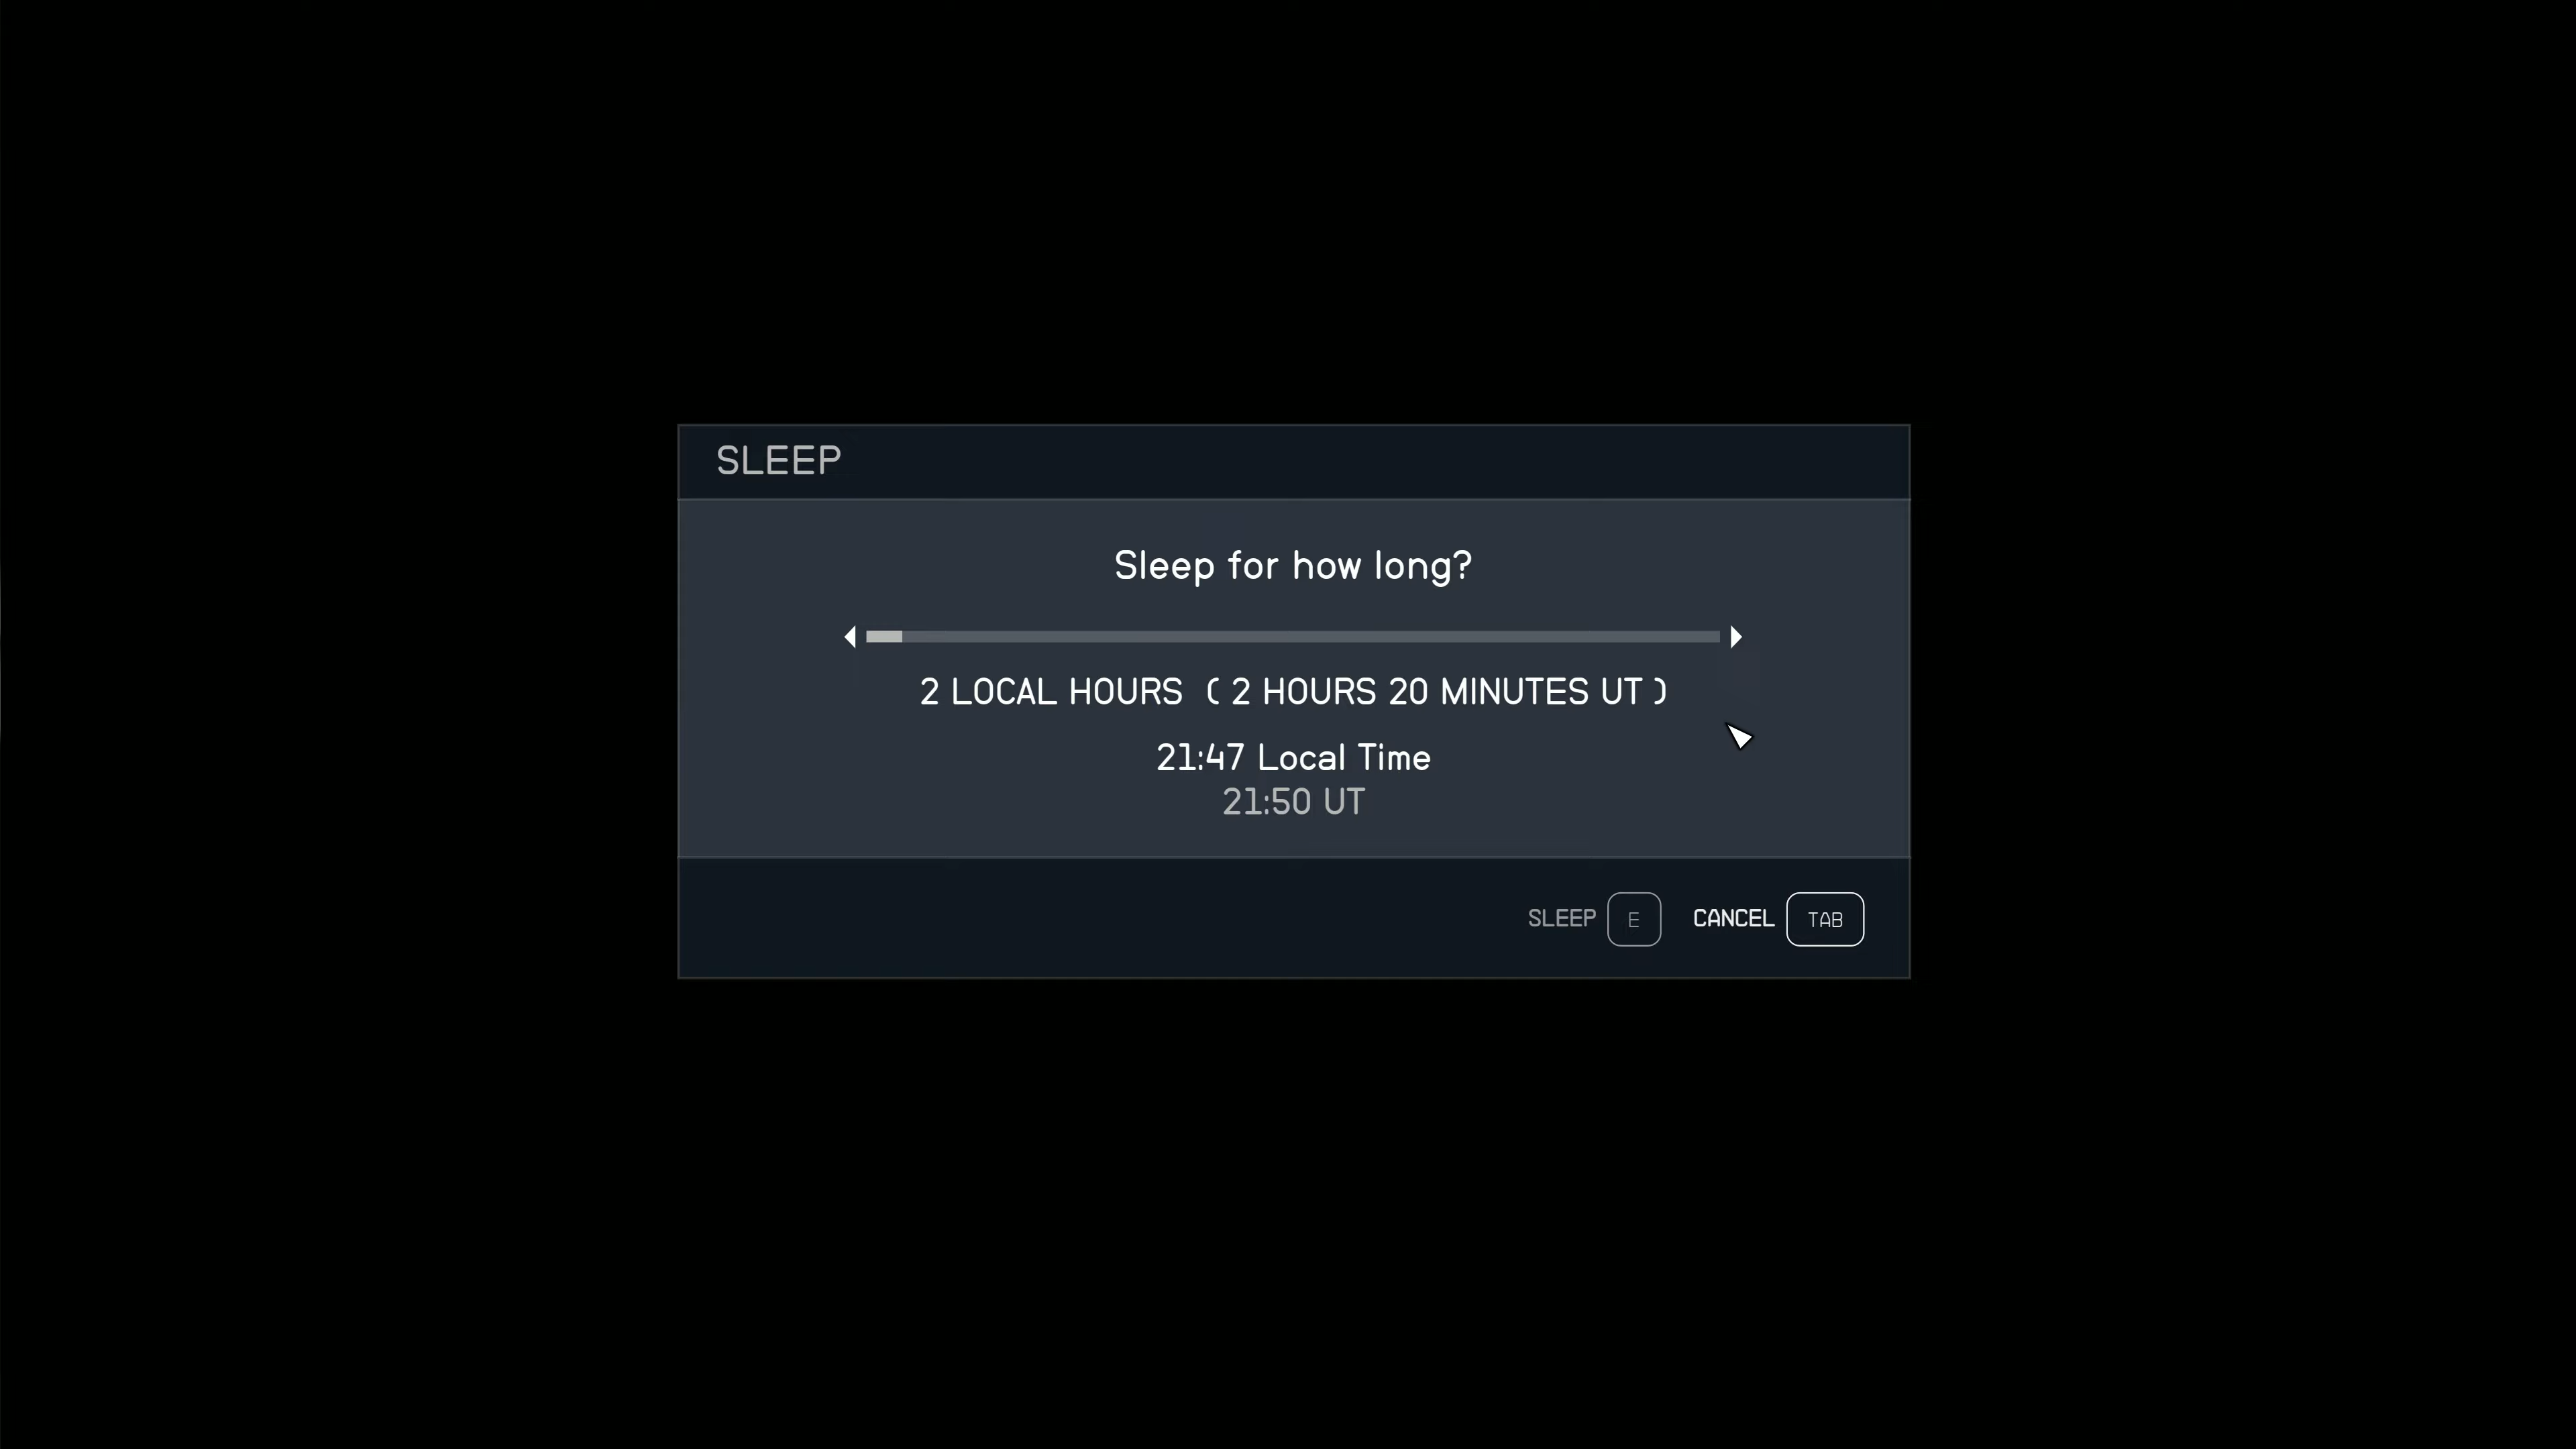 SLEEP
Sleep for how long?
2 LOCAL HOURS ( 2 HOURS 20 MINUTES UT )
21:47 Local Time
21:50 UT
SLEEP E CANCEL TAB